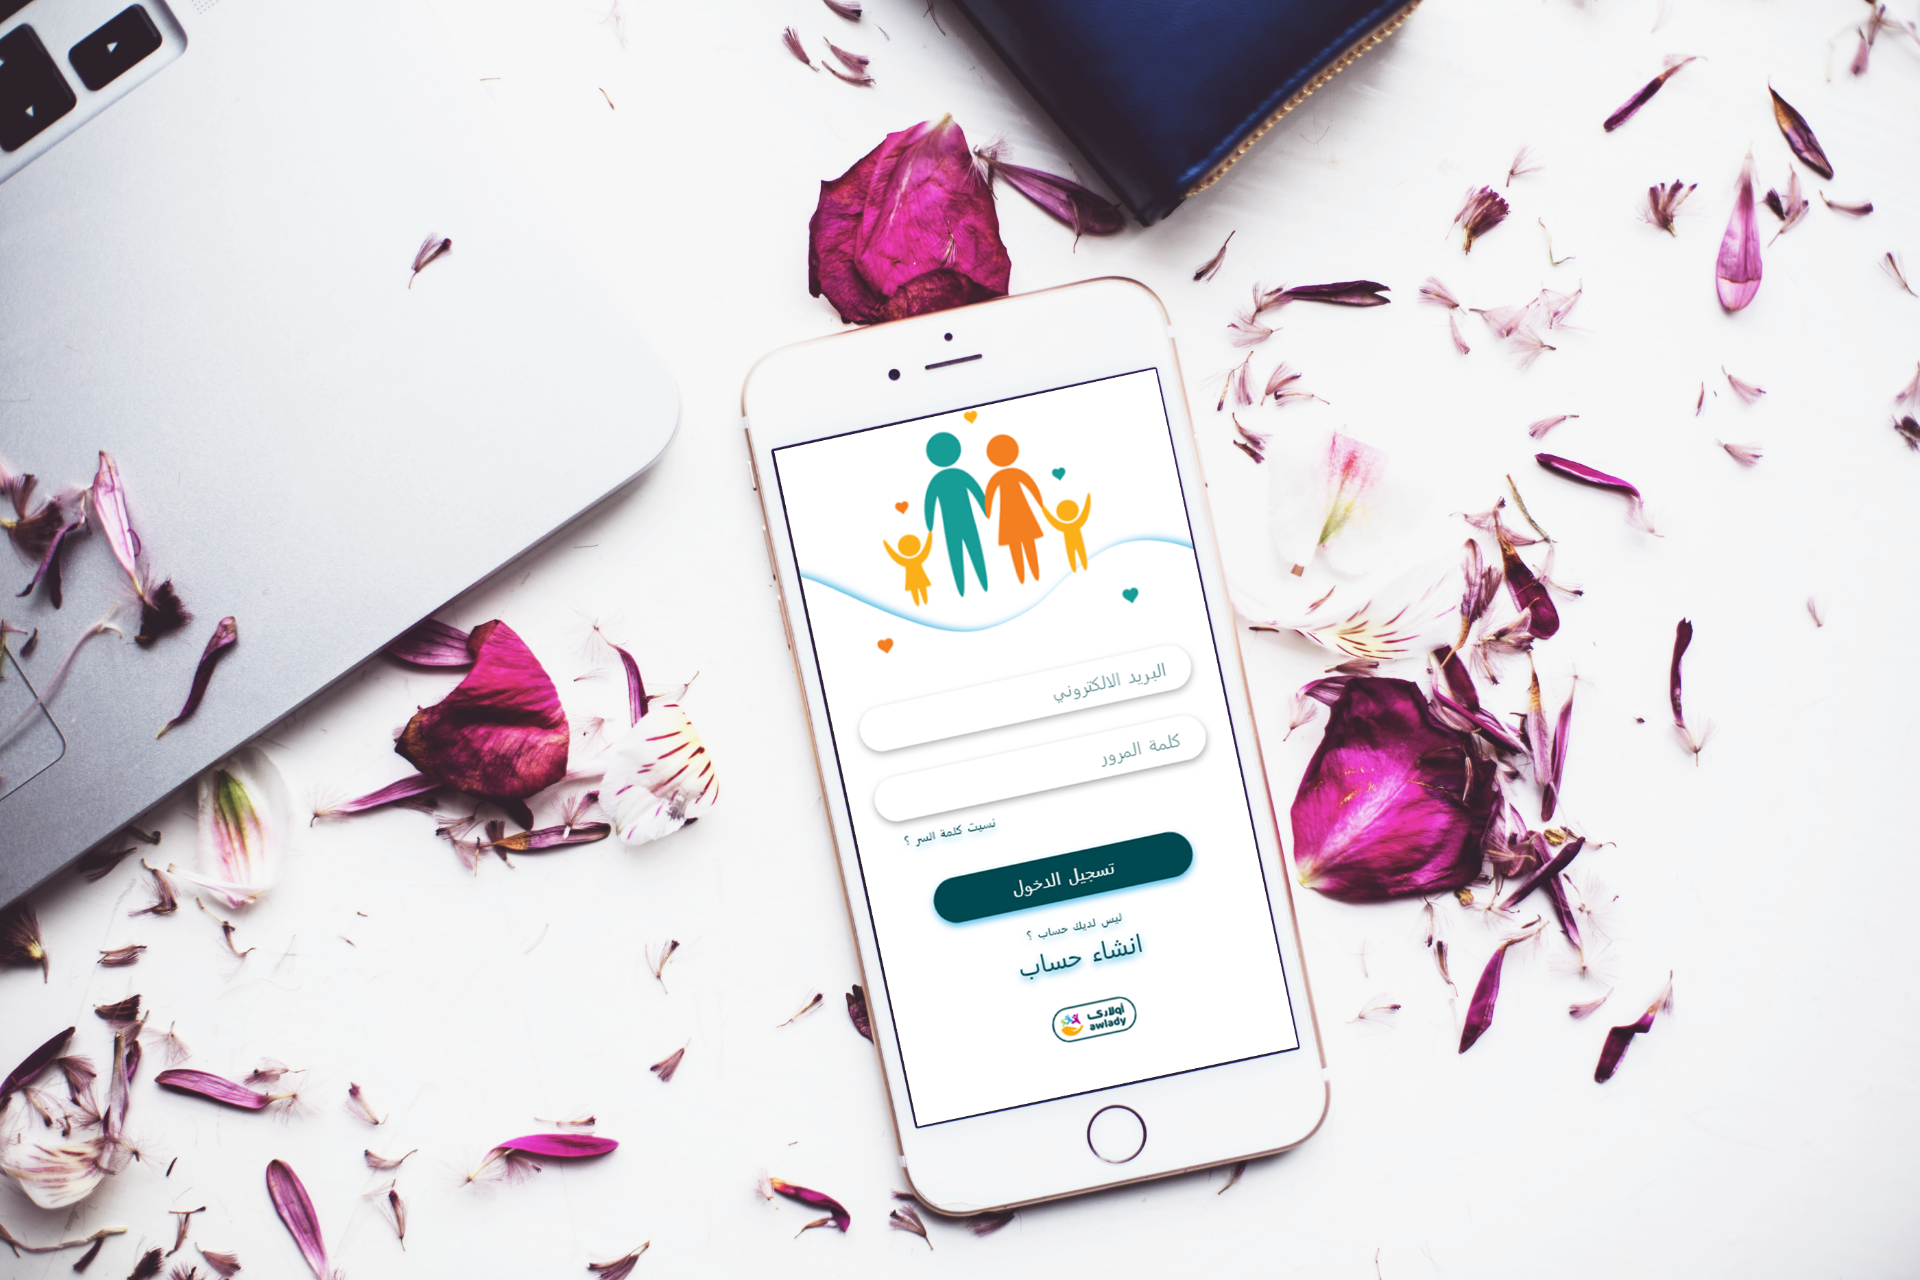 البريد الالكتروني
كلمة المرور
نسيت كلمة السر ؟
تسجيل الدخول
ليس لديك حساب ؟
انشاء حساب
أولادي
awlady